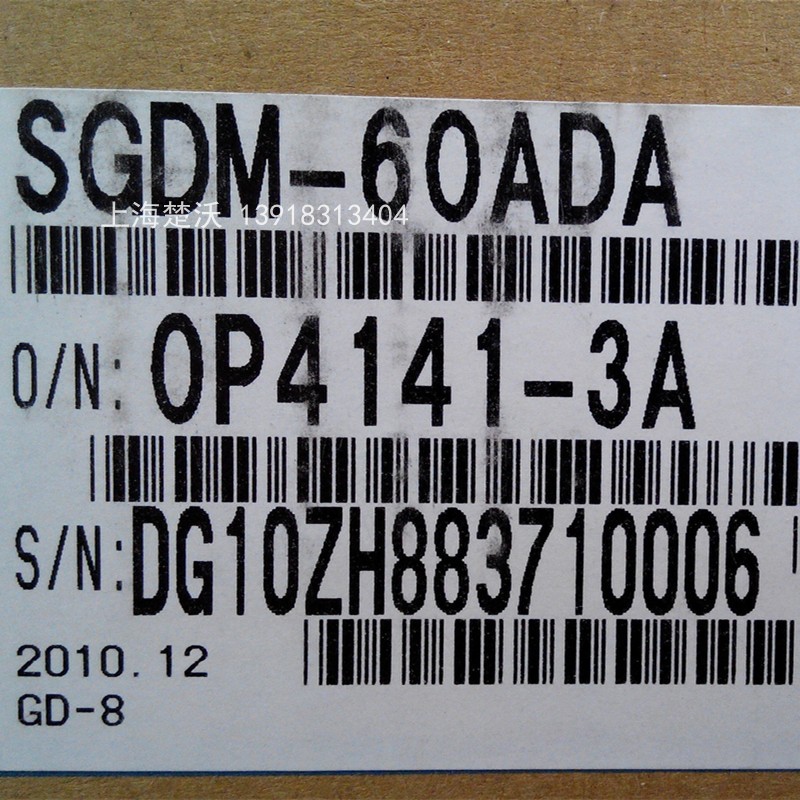 SGDM-60ADA
上海楚沃 13918313404
O/N: OP4141-3A
S/N: DG10ZH883710006
2010.12
GD-8